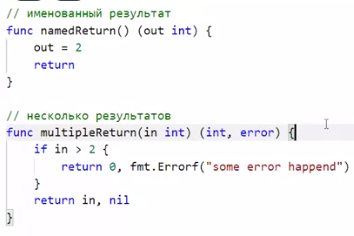 // именованный результат
func namedReturn() (out int) {
    out = 2
    return
}

// несколько результатов
func multipleReturn(in int) (int, error) {
    if in > 2 {
        return 0, fmt.Errorf("some error happend")
    }
    return in, nil
}